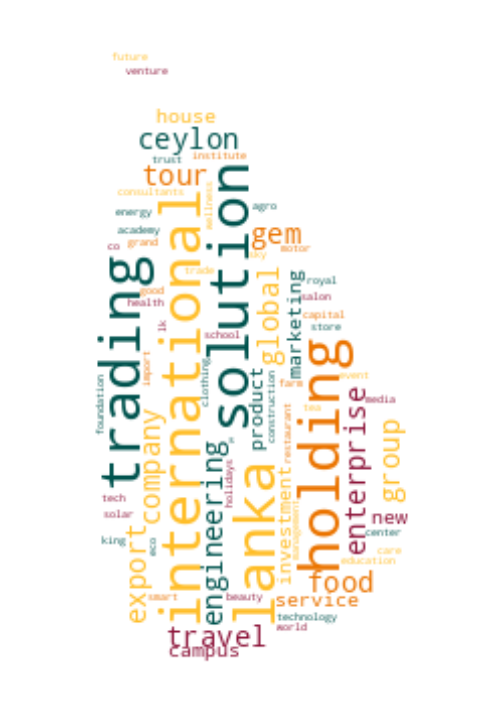 future
venture
house
ceylon
trust
institute
tour
consultants
wellness
energy
agro
academy
co
grand
gem
motor
sky
trading
international
solution
trade
good
health
lk
import
school
clothing
global
marketing
royal
salon
capital
store
foundation
company
product
construction
farm
tea
event
holding
enterprise
media
group
restaurant
engineering
holidays
lanka
investment
management
tech
solar
king
eco
export
smart
new
center
care
education
food
service
beauty
technology
world
travel
campus